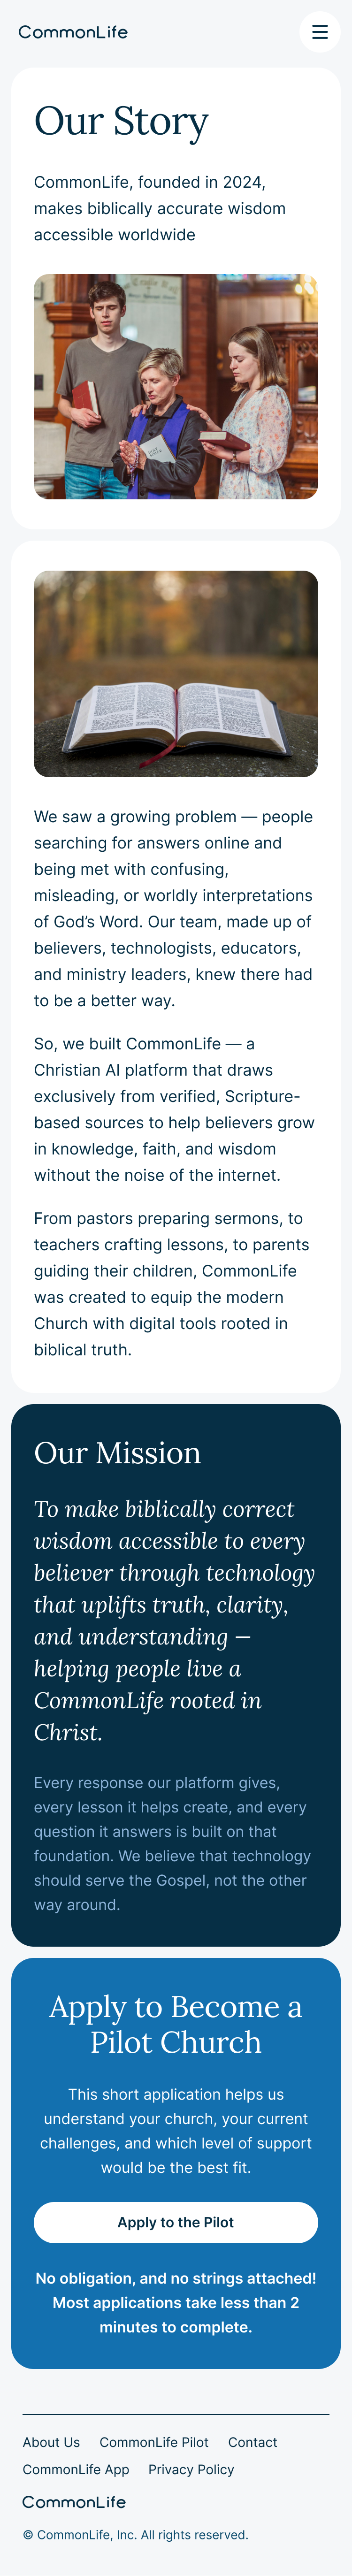 CommonLife
Our Story
CommonLife, founded in 2024,
makes biblically accurate wisdom
accessible worldwide
We saw a growing problem — people
searching for answers online and
being met with confusing,
misleading, or worldly interpretations
of God’s Word. Our team, made up of
believers, technologists, educators,
and ministry leaders, knew there had
to be a better way.
So, we built CommonLife — a
Christian AI platform that draws
exclusively from verified, Scripture-
based sources to help believers grow
in knowledge, faith, and wisdom
without the noise of the internet.
From pastors preparing sermons, to
teachers crafting lessons, to parents
guiding their children, CommonLife
was created to equip the modern
Church with digital tools rooted in
biblical truth.
Our Mission
To make biblically correct
wisdom accessible to every
believer through technology
that uplifts truth, clarity,
and understanding —
helping people live a
CommonLife rooted in
Christ.
Every response our platform gives,
every lesson it helps create, and every
question it answers is built on that
foundation. We believe that technology
should serve the Gospel, not the other
way around.
Apply to Become a
Pilot Church
This short application helps us
understand your church, your current
challenges, and which level of support
would be the best fit.
Apply to the Pilot
No obligation, and no strings attached!
Most applications take less than 2
minutes to complete.
About Us CommonLife Pilot Contact
CommonLife App Privacy Policy
CommonLife
© CommonLife, Inc. All rights reserved.